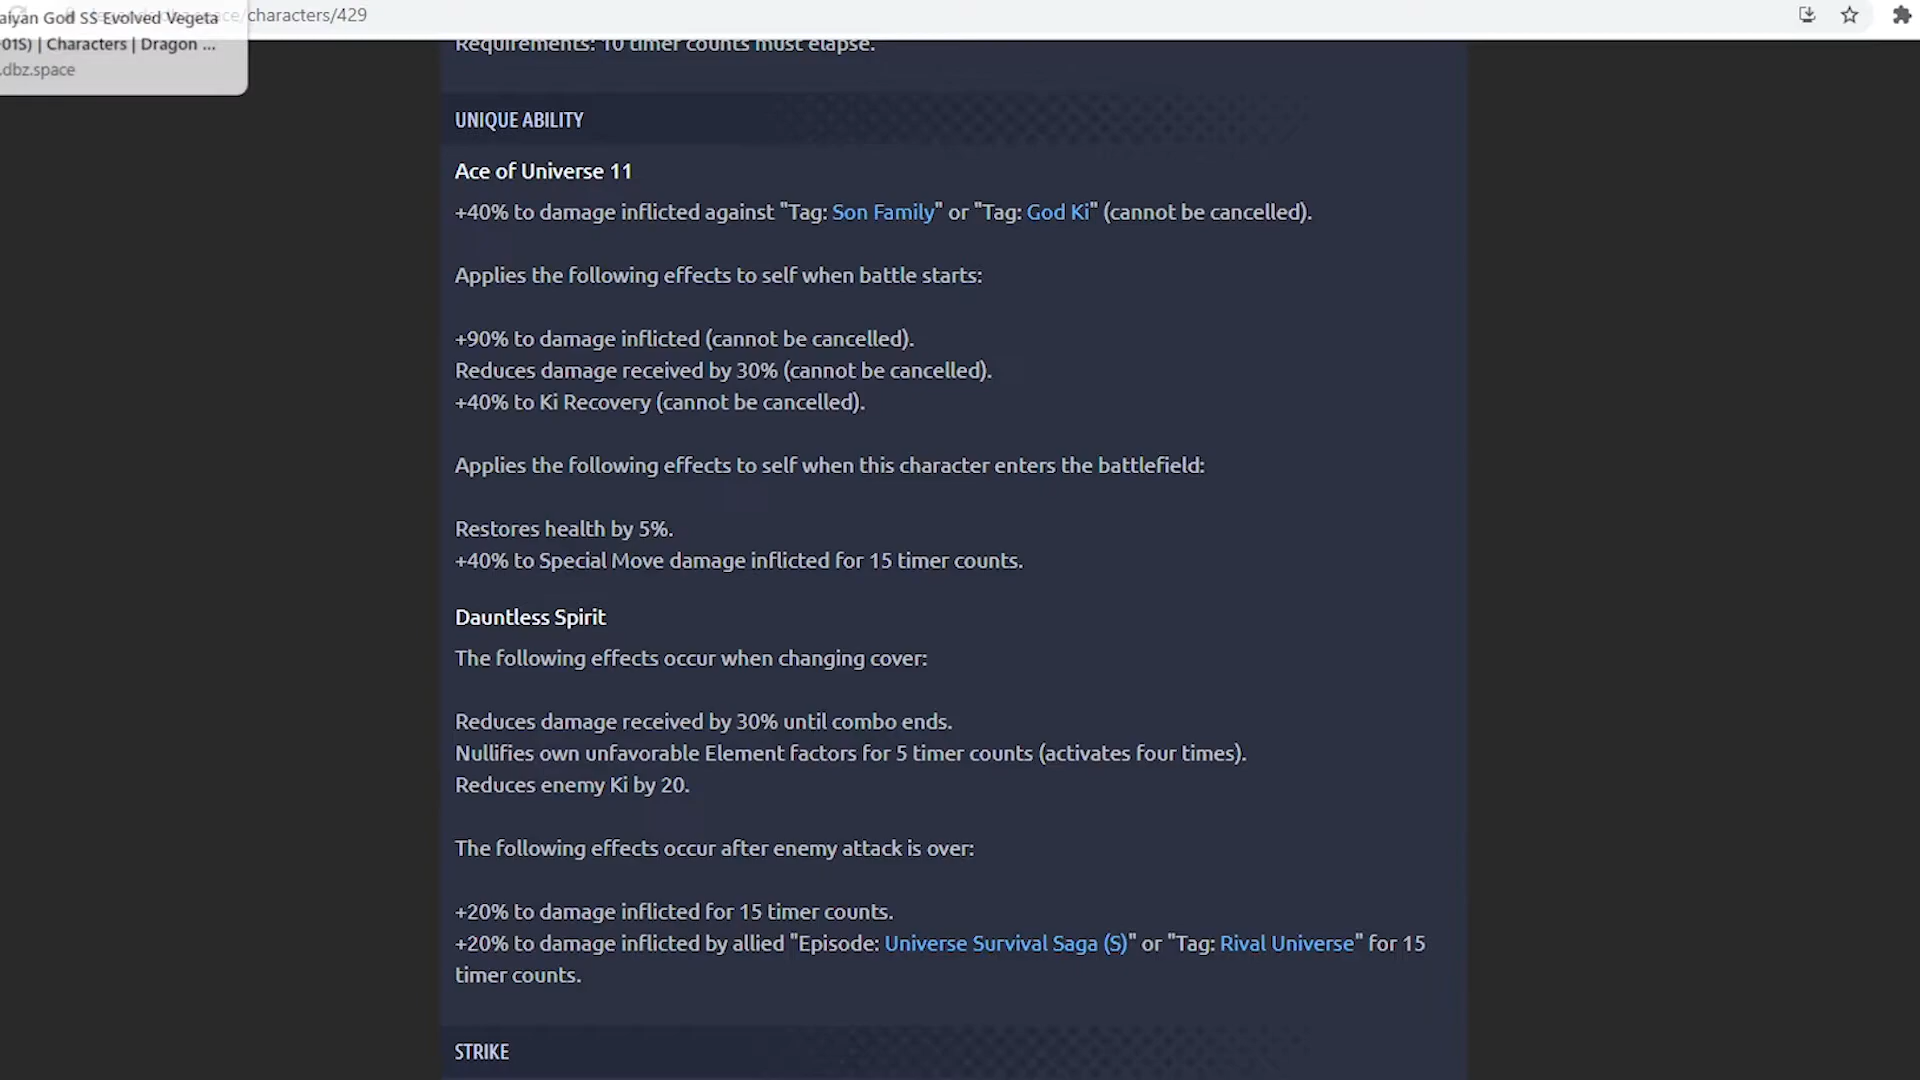 aiyan God SS Evolved Vegeta
/characters/429
01S) | Characters | Dragon ...
.dbz.space
Requirements: 10 timer counts must elapse.
UNIQUE ABILITY
Ace of Universe 11
+40% to damage inflicted against "Tag: Son Family" or "Tag: God Ki" (cannot be cancelled).
Applies the following effects to self when battle starts:
+90% to damage inflicted (cannot be cancelled).
Reduces damage received by 30% (cannot be cancelled).
+40% to Ki Recovery (cannot be cancelled).
Applies the following effects to self when this character enters the battlefield:
Restores health by 5%.
+40% to Special Move damage inflicted for 15 timer counts.
Dauntless Spirit
The following effects occur when changing cover:
Reduces damage received by 30% until combo ends.
Nullifies own unfavorable Element factors for 5 timer counts (activates four times).
Reduces enemy Ki by 20.
The following effects occur after enemy attack is over:
+20% to damage inflicted for 15 timer counts.
+20% to damage inflicted by allied "Episode: Universe Survival Saga (S)" or "Tag: Rival Universe" for 15
timer counts.
STRIKE